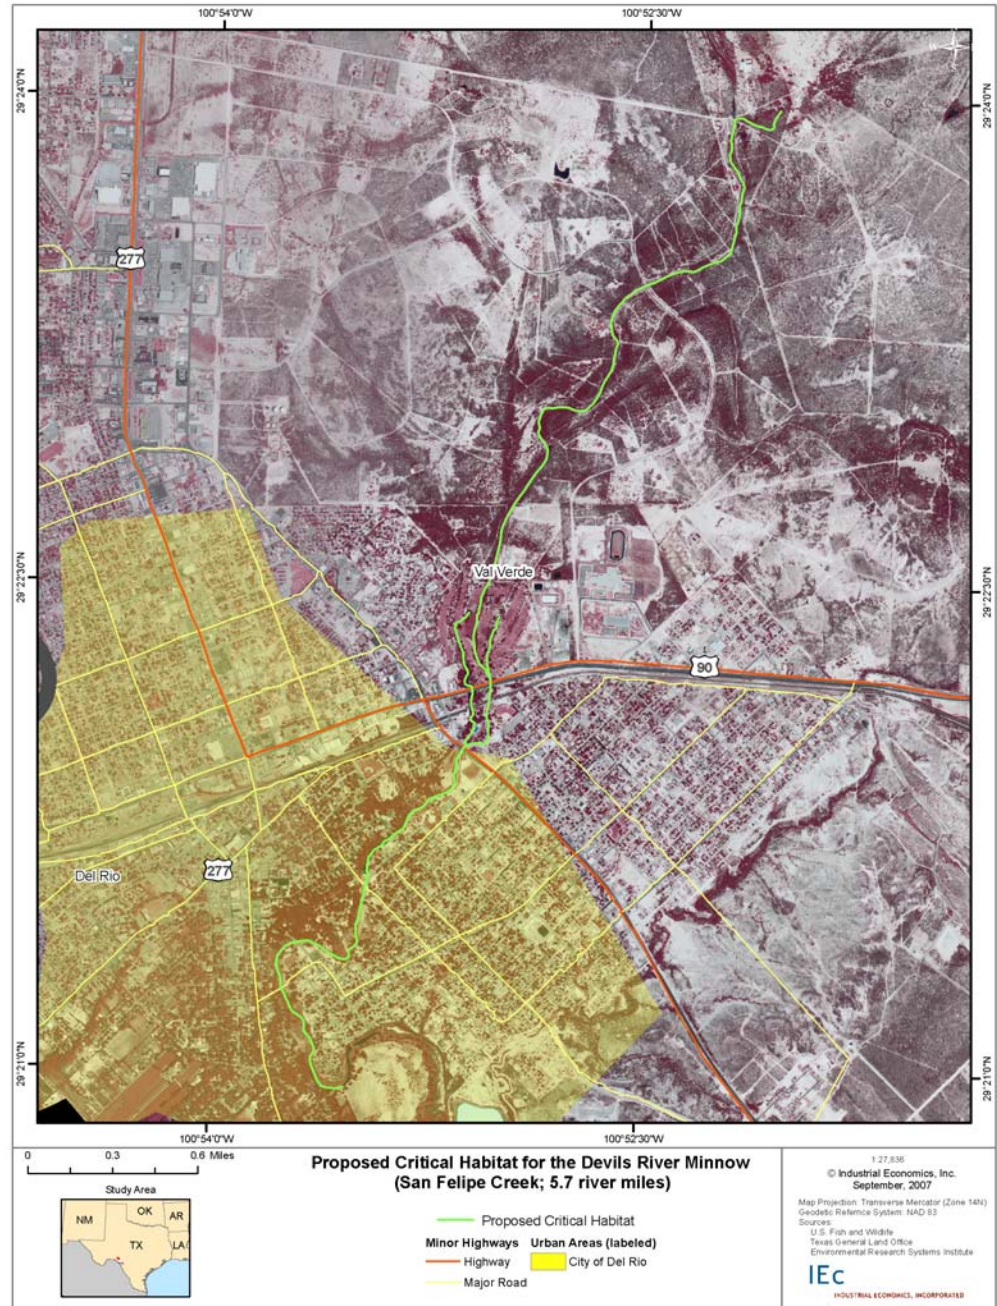 100°54'0"W
100°52'30"W
29°24'0"N
29°24'0"N
277
29°22'30"N
Val Verde
29°22'30"N
90
Del Rio
277
29°21'0"N
29°21'0"N
100°54'0"W
100°52'30"W
0 0.3 0.6 Miles
Study Area
NM
OK
AR
TX
LA
Proposed Critical Habitat for the Devils River Minnow
(San Felipe Creek; 5.7 river miles)
Proposed Critical Habitat
Minor Highways Urban Areas (labeled)
Highway City of Del Rio
Major Road
1:27,836
© Industrial Economics, Inc.
September, 2007
Map Projection: Transverse Mercator (Zone 14N)
Geodetic Refernce System: NAD 83
Sources:
U.S. Fish and Wildlife
Texas General Land Office
Environmental Research Systems Institute
IEc
INDUSTRIAL ECONOMICS, INCORPORATED